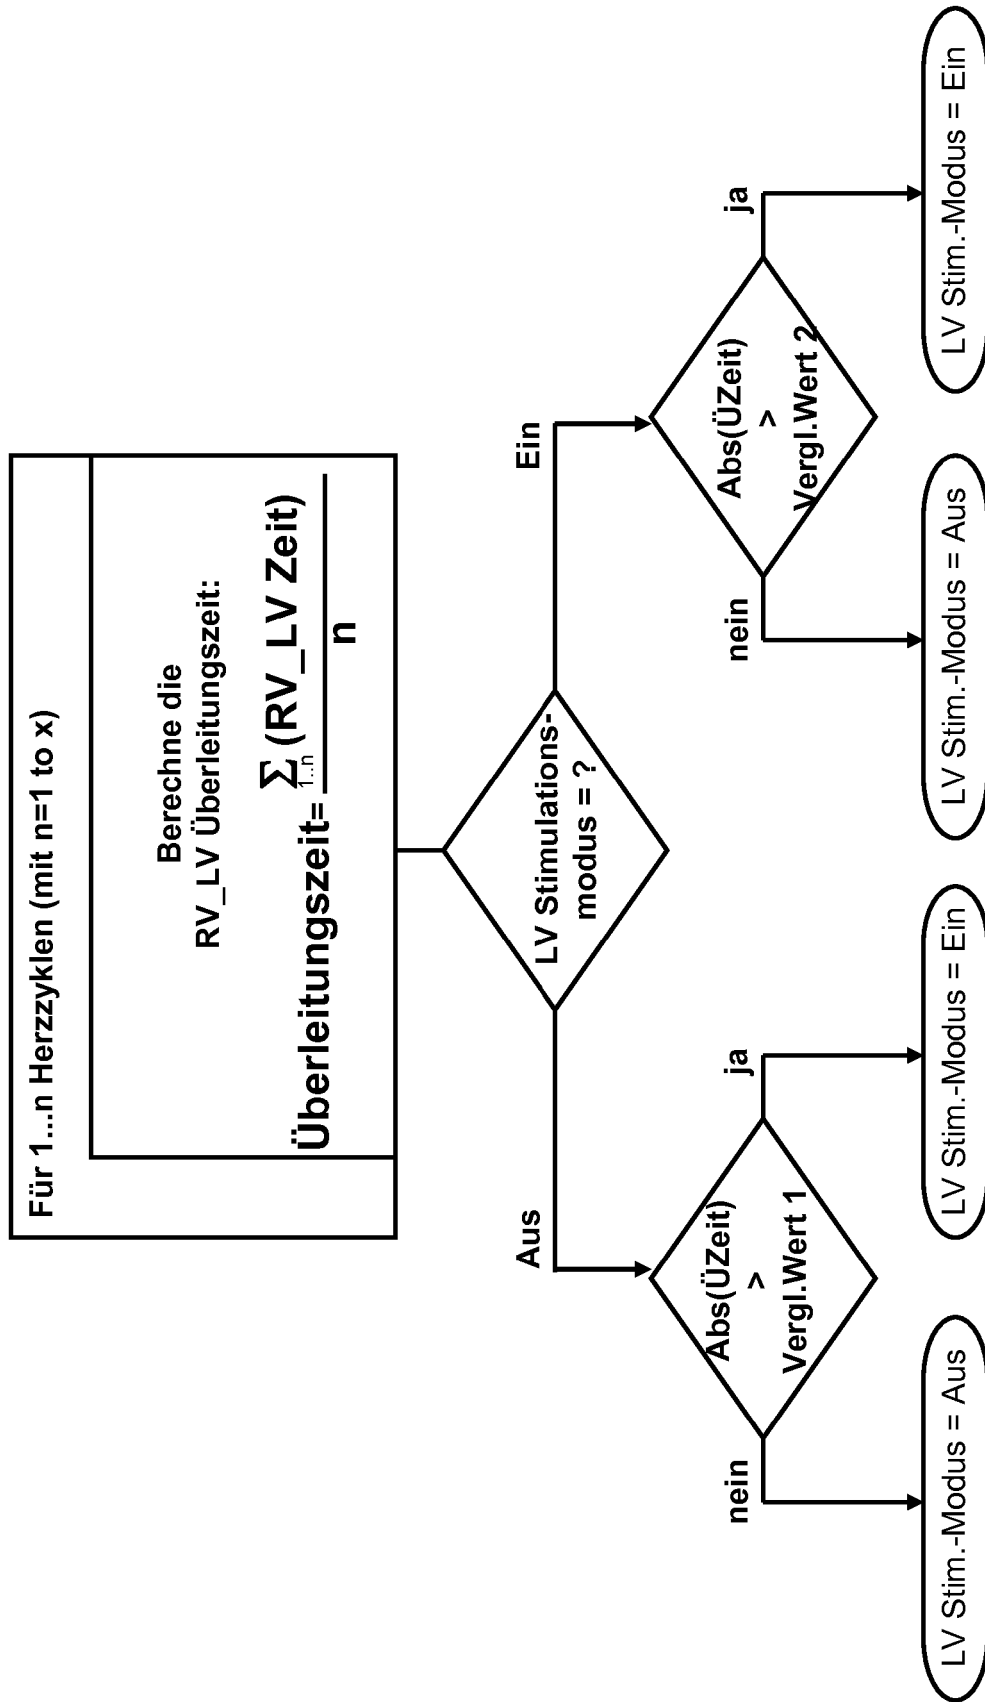 Für 1...n Herzzyklen (mit n=1 to x)
Berechne die
RV_LV Überleitungszeit:
Überleitungszeit= Σ (RV_LV Zeit)
1..n
n
LV Stimulations-
modus = ?
Aus
Ein
Abs(ÜZeit)
>
Vergl.Wert 1
nein
ja
Abs(ÜZeit)
>
Vergl.Wert 2
nein
ja
LV Stim.-Modus = Aus
LV Stim.-Modus = Ein
LV Stim.-Modus = Aus
LV Stim.-Modus = Ein